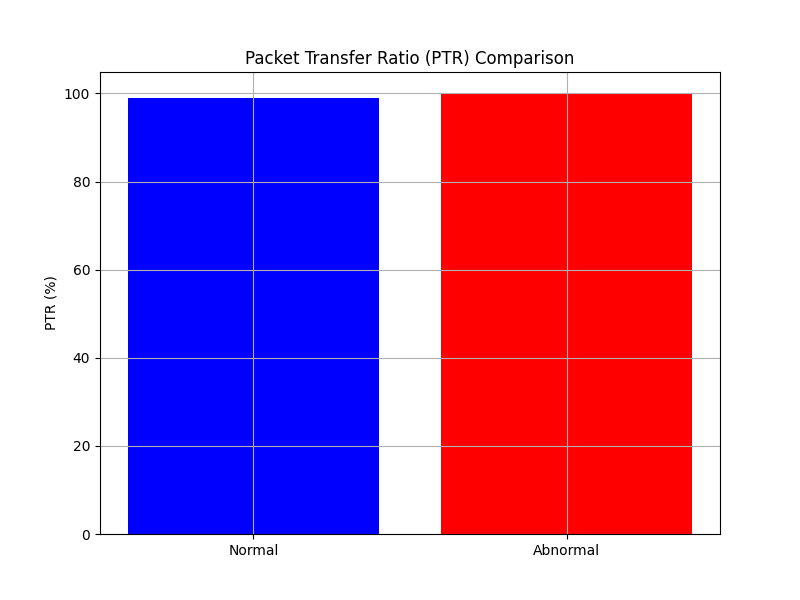 Packet Transfer Ratio (PTR) Comparison
100
80
60
40
20
0
PTR (%)
Normal
Abnormal